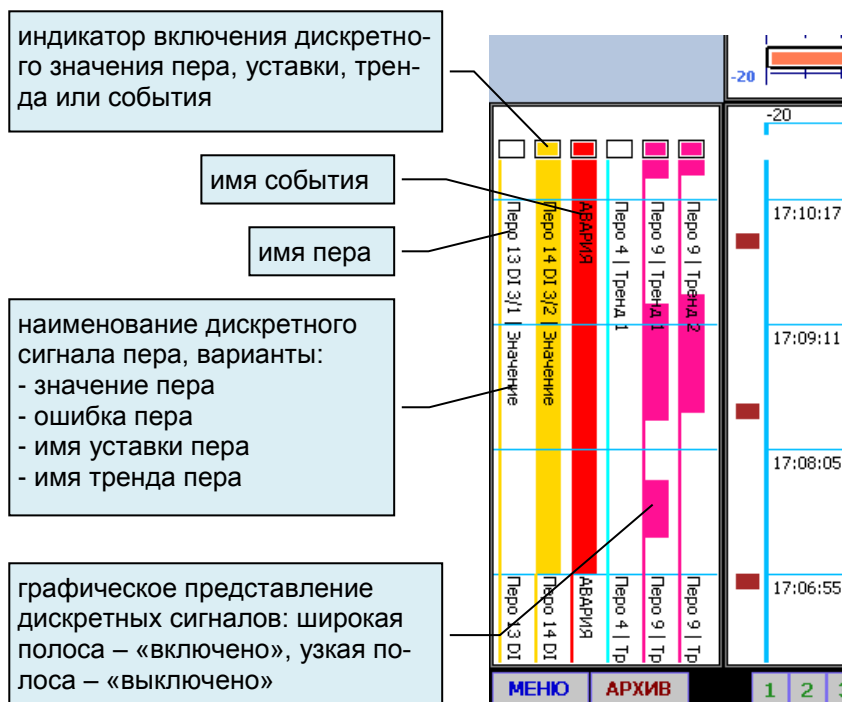 индикатор включения дискретно-
го значения пера, уставки, трен-
да или события
имя события
имя пера
наименование дискретного
сигнала пера, варианты:
- значение пера
- ошибка пера
- имя уставки пера
- имя тренда пера
графическое представление
дискретных сигналов: широкая
полоса – «включено», узкая по-
лоса – «выключено»
-20
-20
Перо 13 DI 3/1 | Значение
Перо 14 DI 3/2 | Значение
АВАРИЯ
Перо 4 | Тренд 1
Перо 9 | Тренд 1
Перо 9 | Тренд 2
17:10:17
17:09:11
17:08:05
17:06:55
Перо 13 DI
Перо 14 DI
АВАРИЯ
Перо 4 | Тр
Перо 9 | Тр
Перо 9 | Тр
МЕНЮ
АРХИВ
1
2
3